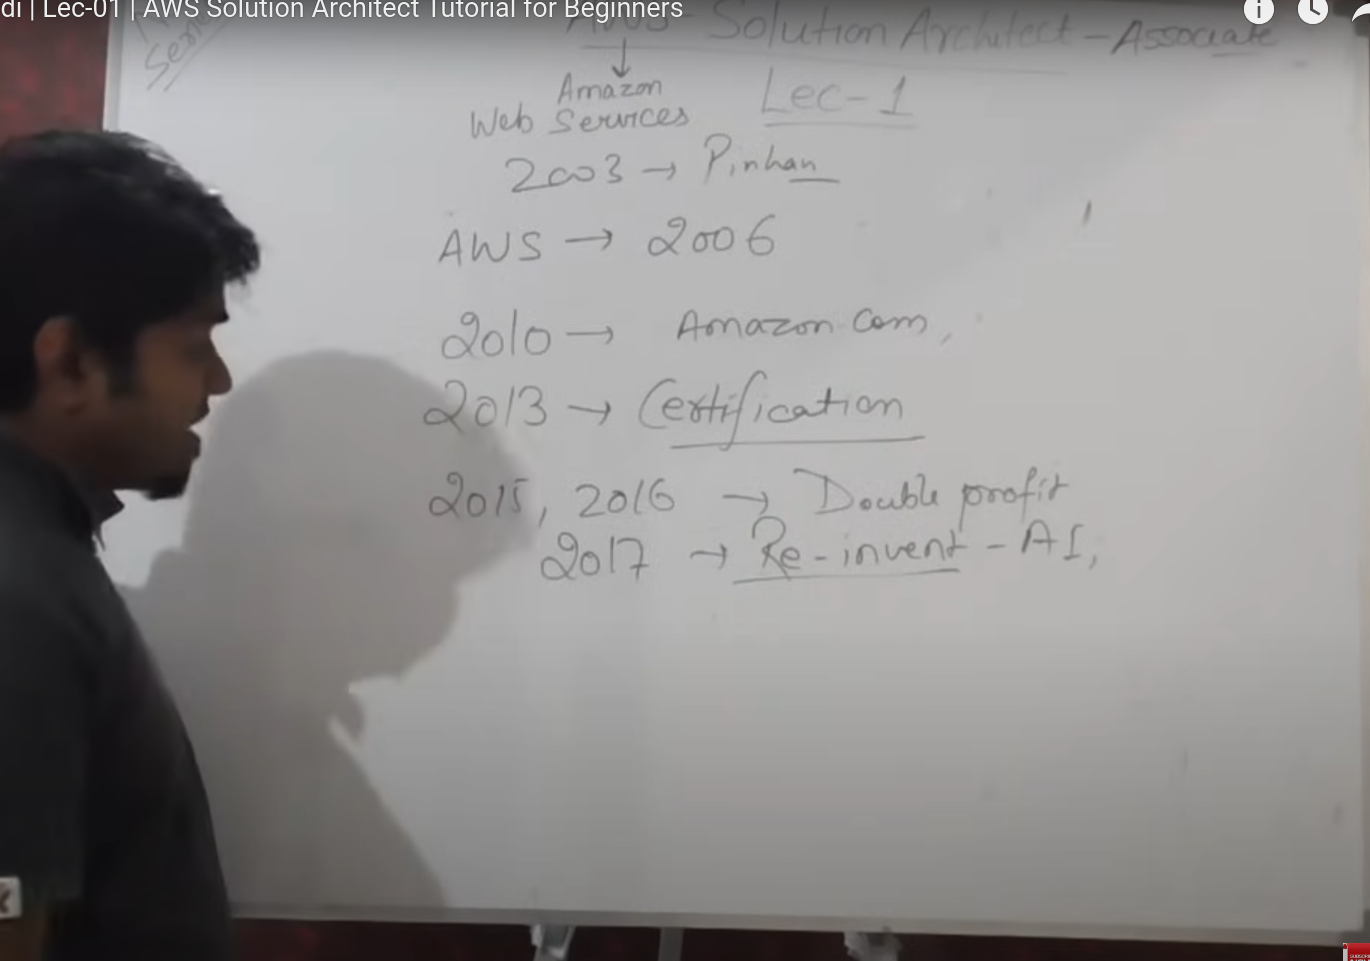 di | Lec-01 | AWS Solution Architect Tutorial for Beginners
AWS - Solution Architect - Associate
Seri
Amazon
Web Services
Lec-1
2003 → Pinhan
AWS → 2006
2010 → Amazon.Com,
2013 → Certification
2015, 2016 → Double profit
2017 → Re-invent - AI,